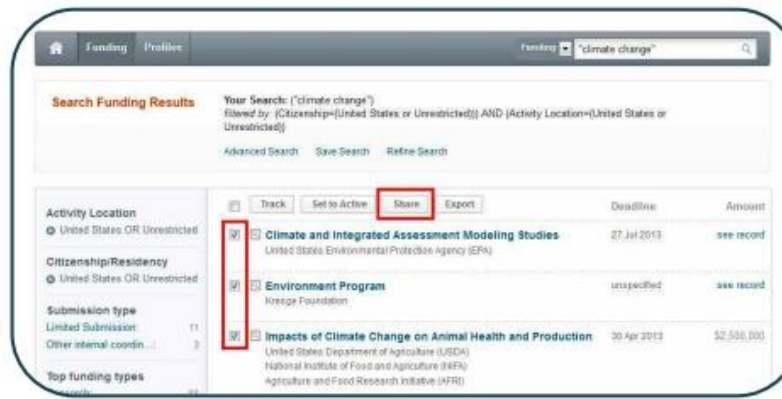 Funding Profiles Funding "climate change"
Search Funding Results
Your Search: ("climate change")
filtered by: (Citizenship=(United States or Unrestricted)) AND (Activity Location=(United States or
Unrestricted))
Advanced Search Save Search Refine Search
Track Set to Active Share Export Deadline Amount
Activity Location
United States OR Unrestricted
Citizenship/Residency
United States OR Unrestricted
Submission type
Limited Submission 11
Other internal coordin... 3
Top funding types
Climate and Integrated Assessment Modeling Studies 27 Jul 2013 see record
United States Environmental Protection Agency (EPA)
Environment Program unspecified see record
Kresge Foundation
Impacts of Climate Change on Animal Health and Production 30 Apr 2013 $2,500,000
United States Department of Agriculture (USDA)
National Institute of Food and Agriculture (NIFA)
Agriculture and Food Research Initiative (AFRI)